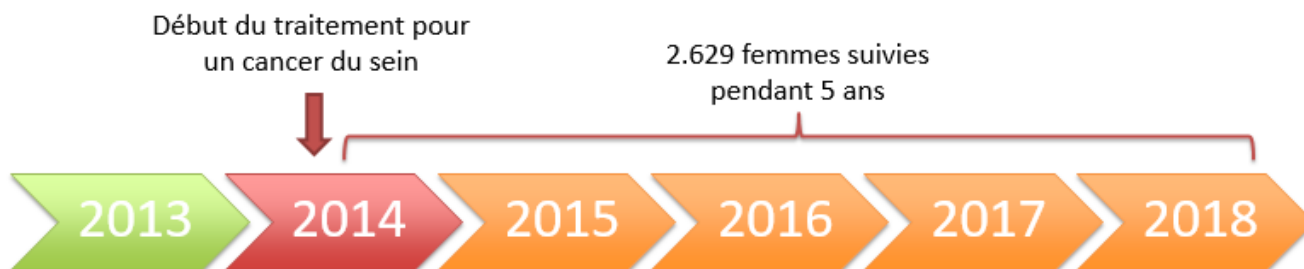 Début du traitement pour
un cancer du sein
2.629 femmes suivies
pendant 5 ans
2013
2014
2015
2016
2017
2018